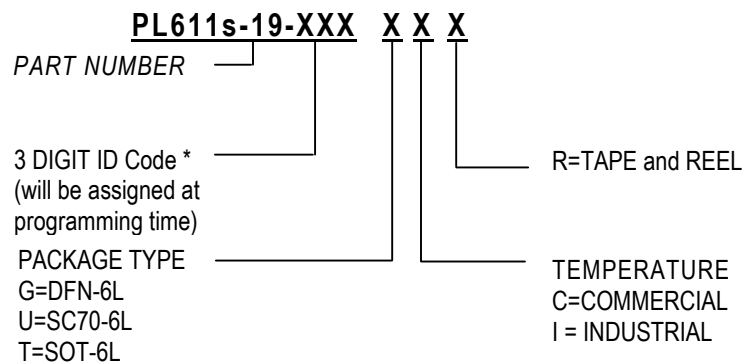 PL611s-19-XXX X X X
PART NUMBER
3 DIGIT ID Code *
(will be assigned at
programming time)
PACKAGE TYPE
G=DFN-6L
U=SC70-6L
T=SOT-6L
R=TAPE and REEL
TEMPERATURE
C=COMMERCIAL
I = INDUSTRIAL